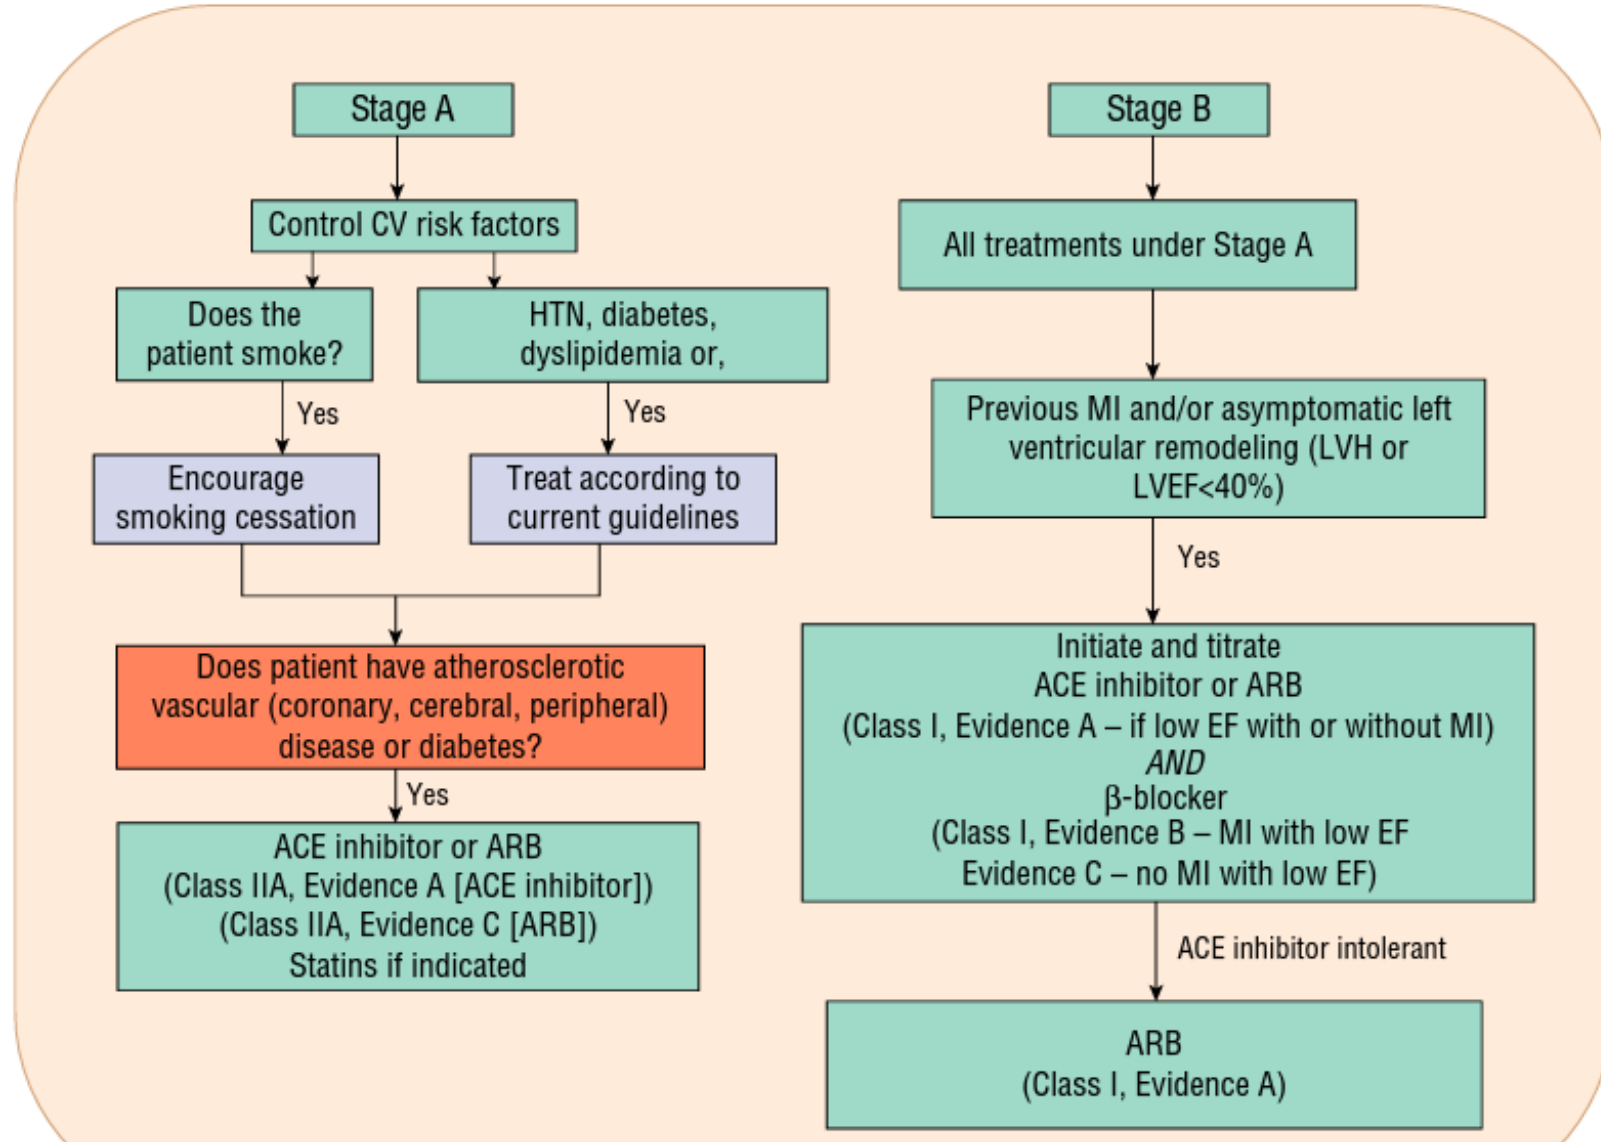 Stage A
Control CV risk factors
Does the
patient smoke?
HTN, diabetes,
dyslipidemia or,
Yes
Yes
Encourage
smoking cessation
Treat according to
current guidelines
Does patient have atherosclerotic
vascular (coronary, cerebral, peripheral)
disease or diabetes?
Yes
ACE inhibitor or ARB
(Class IIA, Evidence A [ACE inhibitor])
(Class IIA, Evidence C [ARB])
Statins if indicated
Stage B
All treatments under Stage A
Previous MI and/or asymptomatic left
ventricular remodeling (LVH or
LVEF<40%)
Yes
Initiate and titrate
ACE inhibitor or ARB
(Class I, Evidence A – if low EF with or without MI)
AND
β-blocker
(Class I, Evidence B – MI with low EF
Evidence C – no MI with low EF)
ACE inhibitor intolerant
ARB
(Class I, Evidence A)